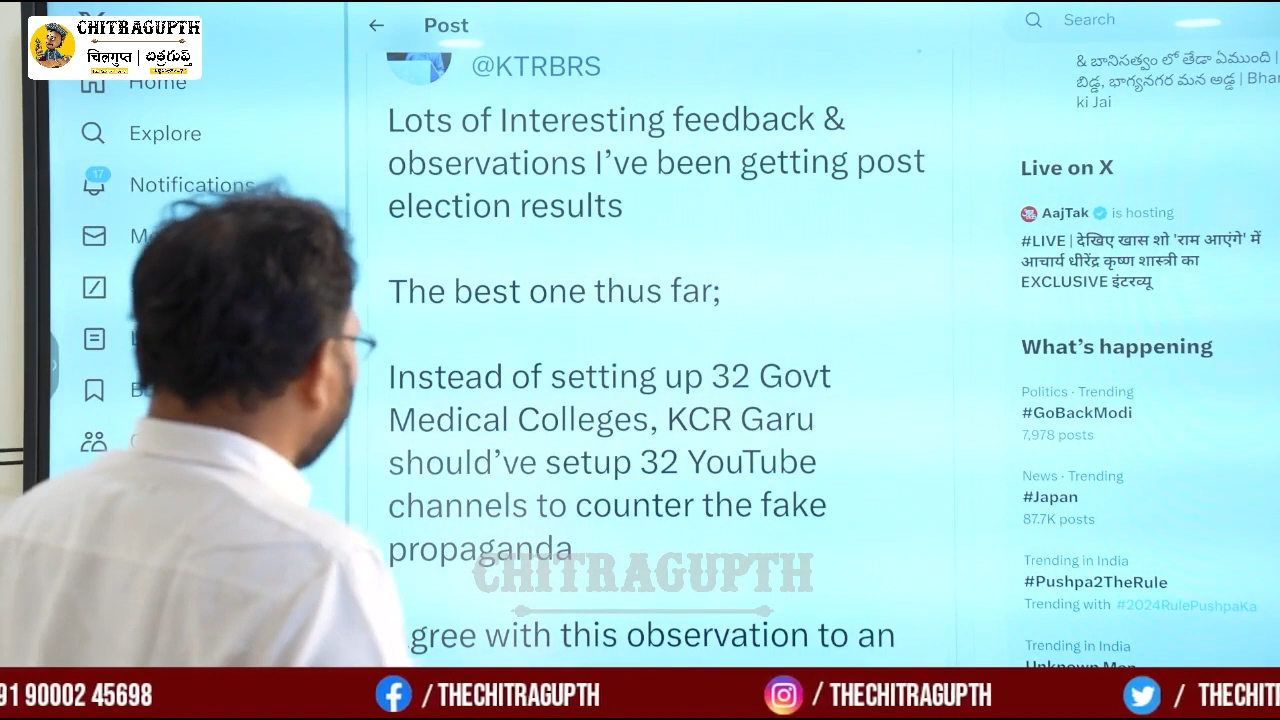 CHITRAGUPTH
चित्रगुप्त | చిత్రగుప్త్
Post
Search
@KTRBRS
Home
Explore
17
Notifications
Lots of Interesting feedback &
observations I've been getting post
election results
The best one thus far;
Instead of setting up 32 Govt
Medical Colleges, KCR Garu
should've setup 32 YouTube
channels to counter the fake
propaganda
gree with this observation to an
CHITRAGUPTH
& బానిసత్వం లో తేడా ఏముంది |
బిడ్డ, భాగ్యనగర మన అడ్డ | Bhar
ki Jai
Live on X
AajTak is hosting
#LIVE | देखिए खास शो 'राम आएंगे' में
आचार्य धीरेंद्र कृष्ण शास्त्री का
EXCLUSIVE इंटरव्यू
What's happening
Politics · Trending
#GoBackModi
7,978 posts
News · Trending
#Japan
87.7K posts
Trending in India
#Pushpa2TheRule
Trending with #2024RulePushpaKa
Trending in India
Unknown Men
91 90002 45698 / THECHITRAGUPTH / THECHITRAGUPTH / THECHIT